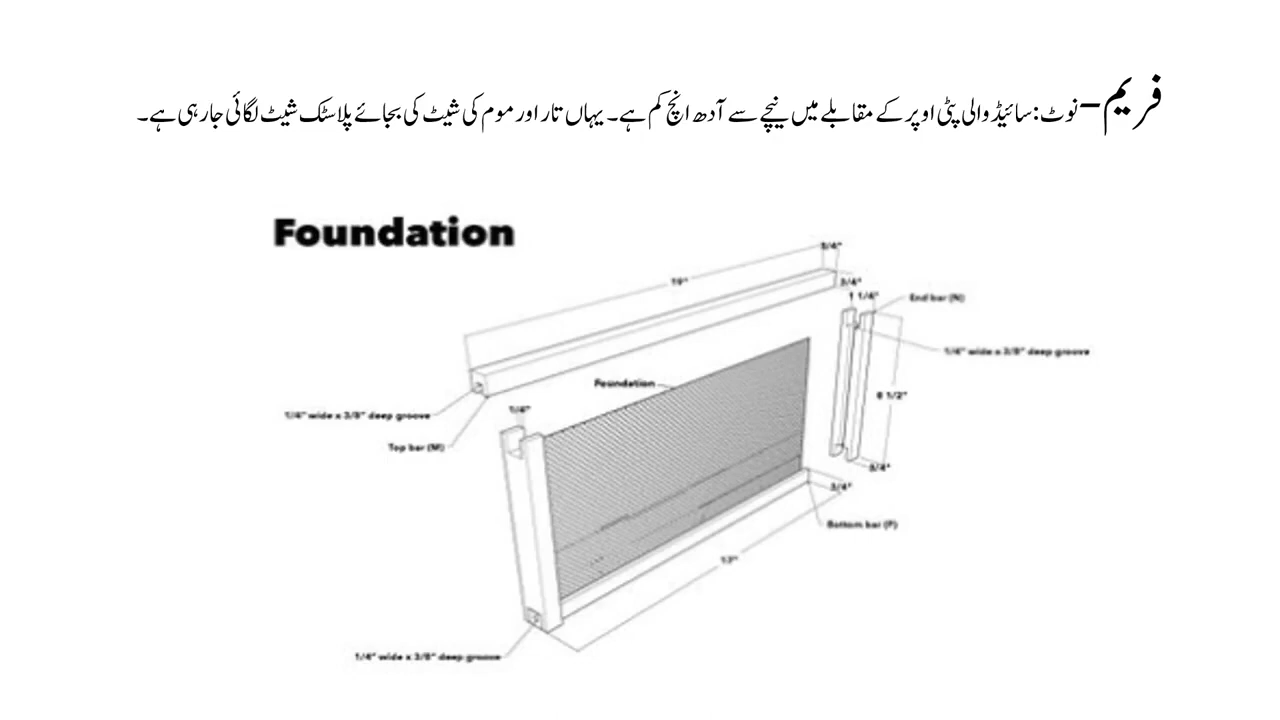 فریم – نوٹ: سائیڈ والی پٹی اوپر کے مقابلے میں نیچے سے آدھ انچ کم ہے۔ یہاں تار اور موم کی شیٹ کی بجائے پلاسٹک شیٹ لگائی جارہی ہے۔
Foundation
3/4"
19"
3/4"
1 1/4"
End bar (N)
1/4" wide x 3/8" deep groove
Foundation
8 1/2"
1/4" wide x 3/8" deep groove
1/4"
Top bar (M)
3/4"
3/4"
Bottom bar (P)
17"
1/4" wide x 3/8" deep groove